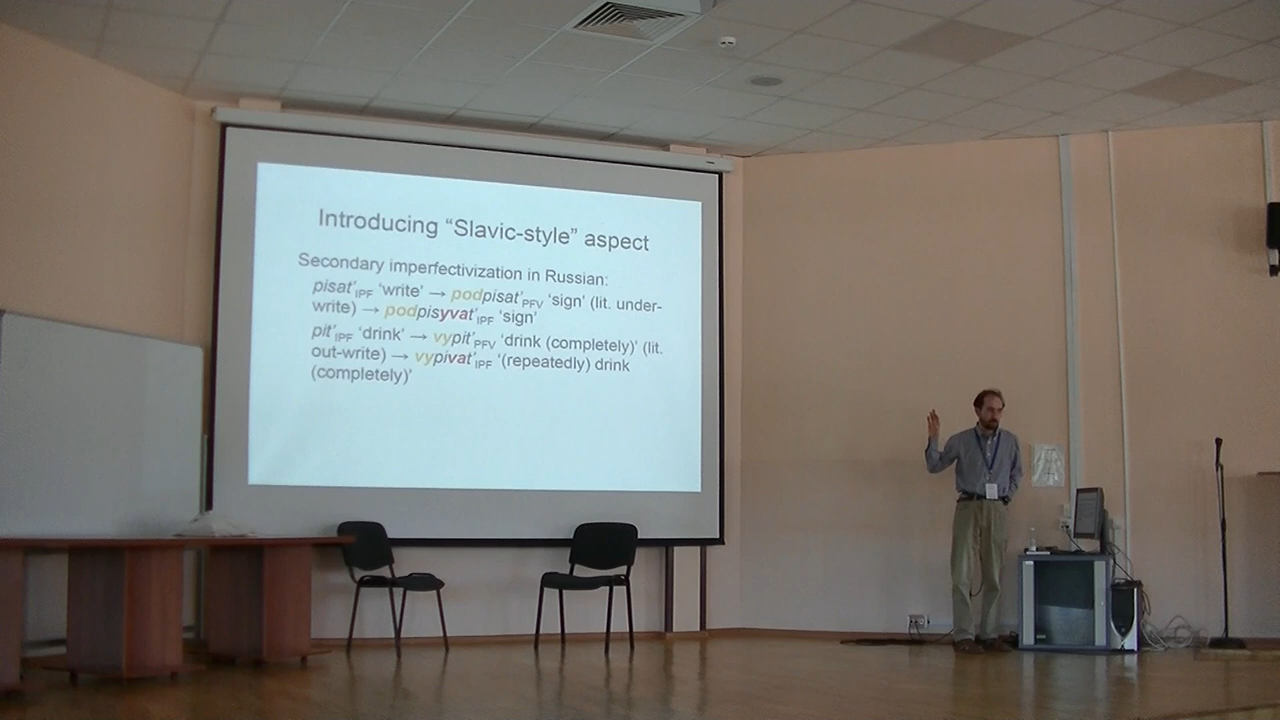 Introducing “Slavic-style” aspect
Secondary imperfectivization in Russian:
pisat’IPF ‘write’ → podpisat’PFV ‘sign’ (lit. under-
write) → podpisyvat’IPF ‘sign’
pit’IPF ‘drink’ → vypit’PFV ‘drink (completely)’ (lit.
out-write) → vypivat’IPF ‘(repeatedly) drink
(completely)’